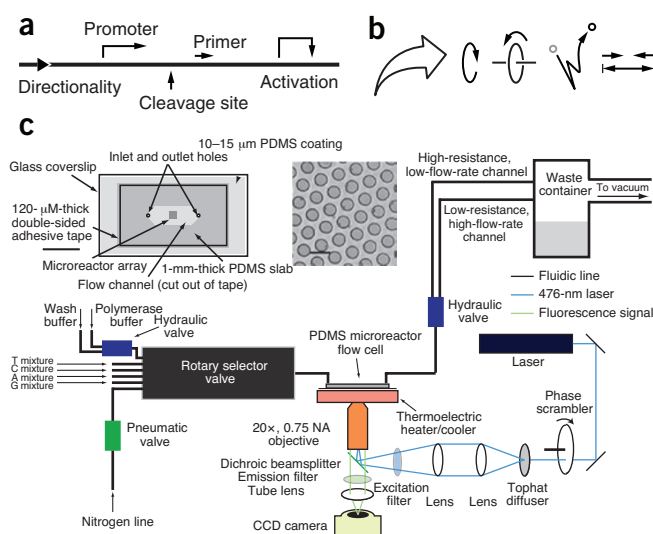 a
Promoter
Primer
Directionality
Cleavage site
Activation
b
c
10–15 μm PDMS coating
Inlet and outlet holes
Glass coverslip
120- μM-thick
double-sided
adhesive tape
Microreactor array
1-mm-thick PDMS slab
Flow channel (cut out of tape)
High-resistance,
low-flow-rate channel
Low-resistance,
high-flow-rate
channel
Waste
container
To vacuum
Fluidic line
476-nm laser
Fluorescence signal
Wash
buffer
Polymerase
buffer
Hydraulic
valve
T mixture
C mixture
A mixture
G mixture
Rotary selector
valve
Pneumatic
valve
Nitrogen line
PDMS microreactor
flow cell
Hydraulic
valve
Laser
Phase
scrambler
Thermoelectric
heater/cooler
20×, 0.75 NA
objective
Dichroic beamsplitter
Emission filter
Tube lens
CCD camera
Excitation
filter
Lens
Lens
Tophat
diffuser